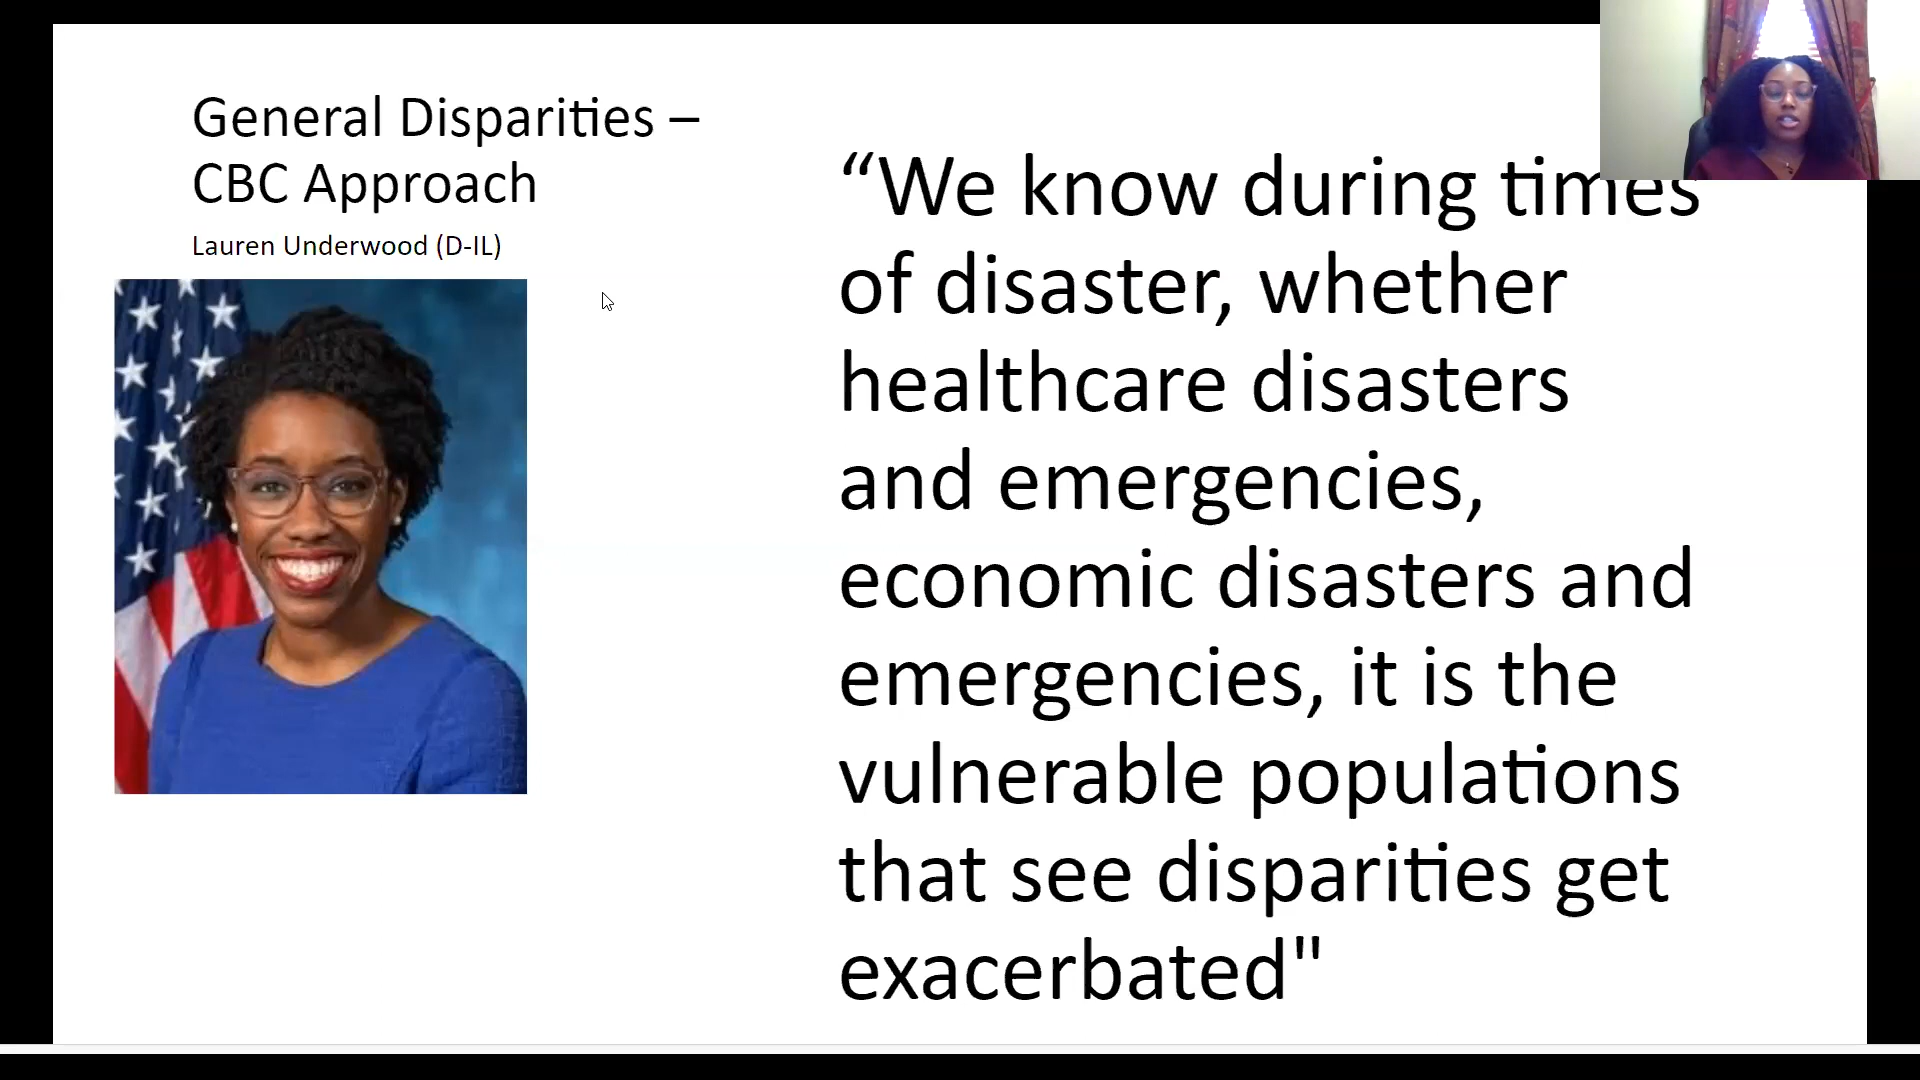 General Disparities –
CBC Approach
Lauren Underwood (D-IL)
“We know during times
of disaster, whether
healthcare disasters
and emergencies,
economic disasters and
emergencies, it is the
vulnerable populations
that see disparities get
exacerbated"